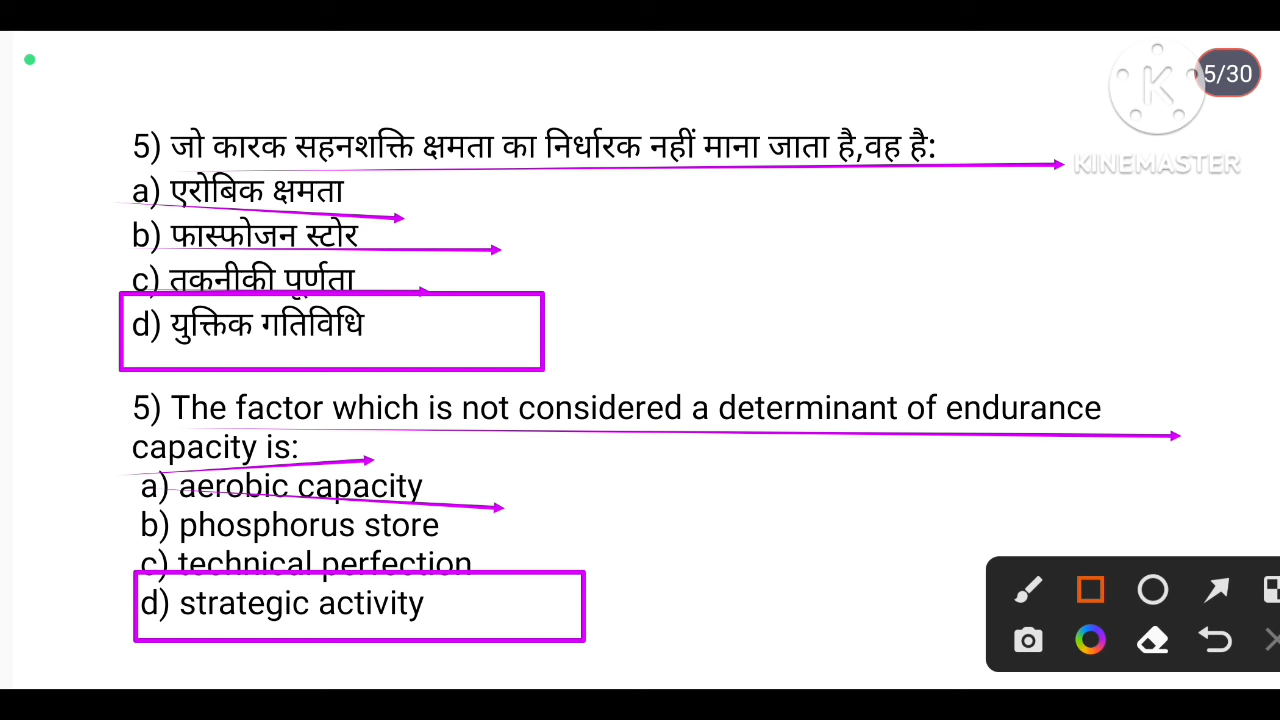 5/30
KINEMASTER
5) जो कारक सहनशक्ति क्षमता का निर्धारक नहीं माना जाता है,वह है:
a) एरोबिक क्षमता
b) फास्फोजन स्टोर
c) तकनीकी पूर्णता
d) युक्तिक गतिविधि
5) The factor which is not considered a determinant of endurance
capacity is:
a) aerobic capacity
b) phosphorus store
c) technical perfection
d) strategic activity